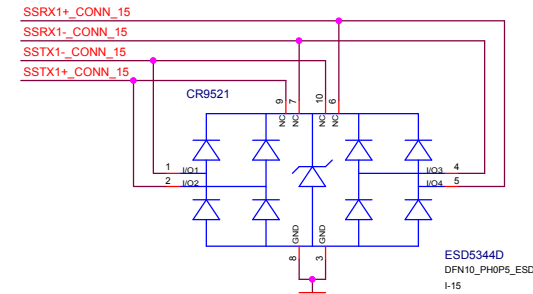 SSRX1+_CONN_15
SSRX1-_CONN_15
SSTX1-_CONN_15
SSTX1+_CONN_15
CR9521
9 7 10 6
NC NC NC NC
1 I/O1 I/O3 4
2 I/O2 I/O4 5
GND GND
8 3
ESD5344D
DFN10_PH0P5_ESD
I-15